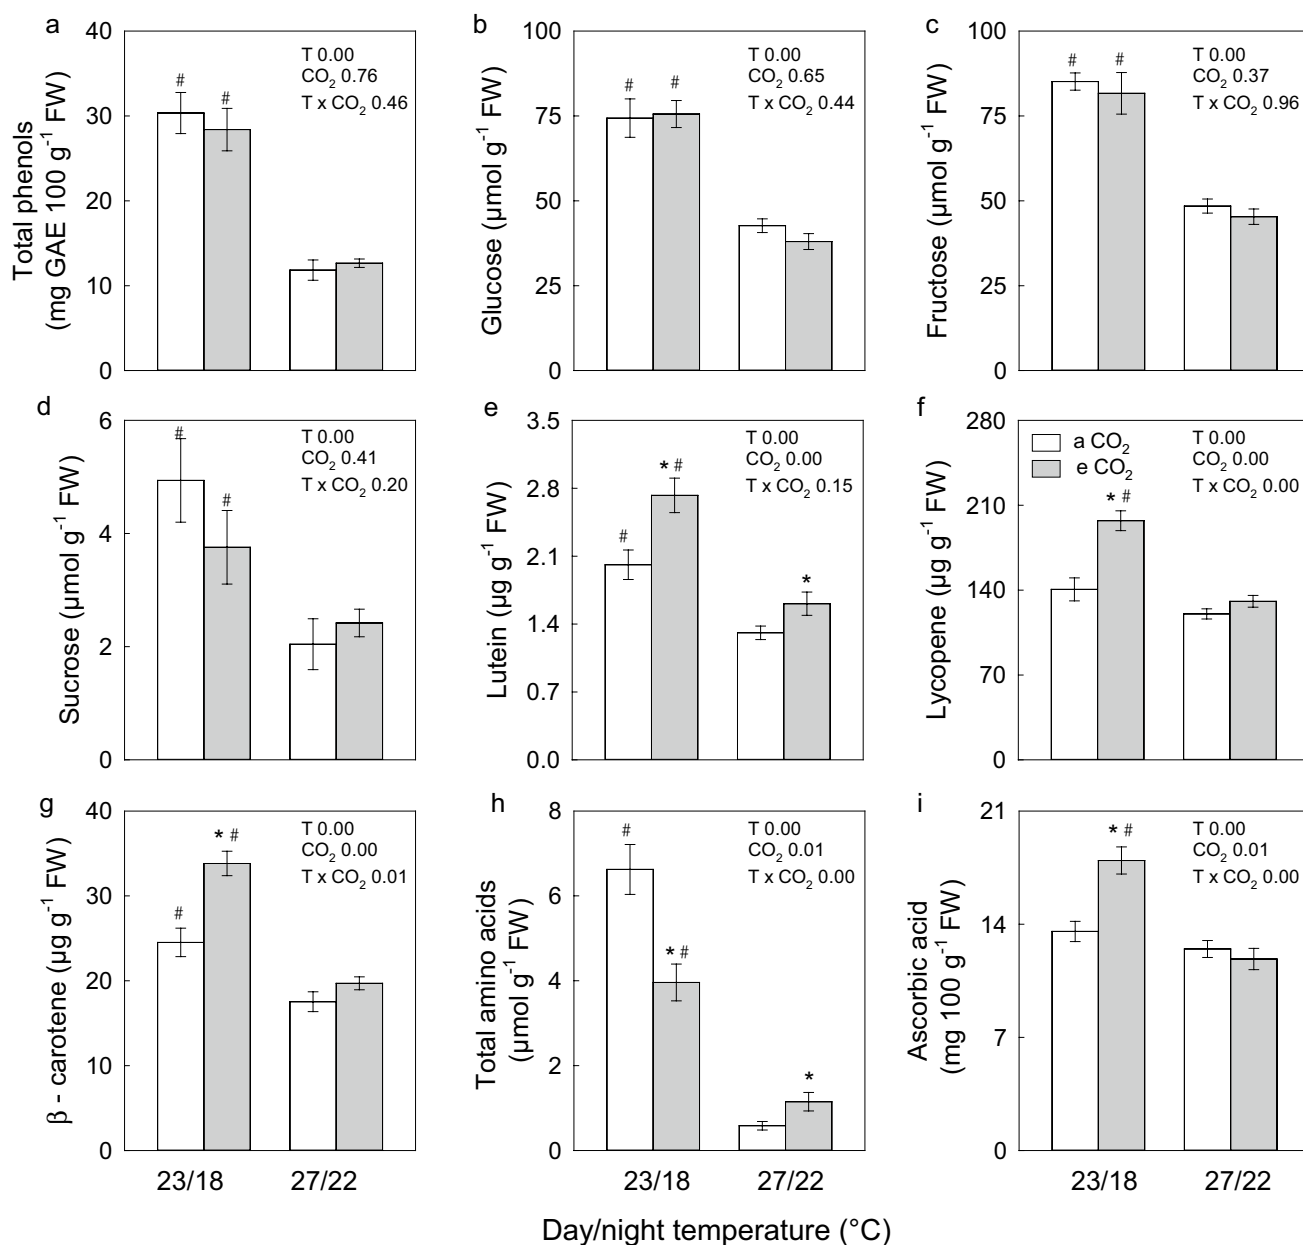 a
Total phenols
(mg GAE 100 g⁻¹ FW)
40
30
20
10
0
T 0.00
CO₂ 0.76
T x CO₂ 0.46
# #
b
Glucose (µmol g⁻¹ FW)
100
75
50
25
0
T 0.00
CO₂ 0.65
T x CO₂ 0.44
# #
c
Fructose (µmol g⁻¹ FW)
100
75
50
25
0
T 0.00
CO₂ 0.37
T x CO₂ 0.96
# #
d
Sucrose (µmol g⁻¹ FW)
6
4
2
0
T 0.00
CO₂ 0.41
T x CO₂ 0.20
# #
e
Lutein (µg g⁻¹ FW)
3.5
2.8
2.1
1.4
0.7
0.0
T 0.00
CO₂ 0.00
T x CO₂ 0.15
# * # *
f
Lycopene (µg g⁻¹ FW)
280
210
140
70
0
a CO₂
e CO₂
T 0.00
CO₂ 0.00
T x CO₂ 0.00
* #
g
β - carotene (µg g⁻¹ FW)
40
30
20
10
0
T 0.00
CO₂ 0.00
T x CO₂ 0.01
# * #
23/18 27/22
h
Total amino acids
(µmol g⁻¹ FW)
8
6
4
2
0
T 0.00
CO₂ 0.01
T x CO₂ 0.00
# * # *
23/18 27/22
i
Ascorbic acid
(mg 100 g⁻¹ FW)
21
14
7
0
T 0.00
CO₂ 0.01
T x CO₂ 0.00
* #
23/18 27/22
Day/night temperature (°C)